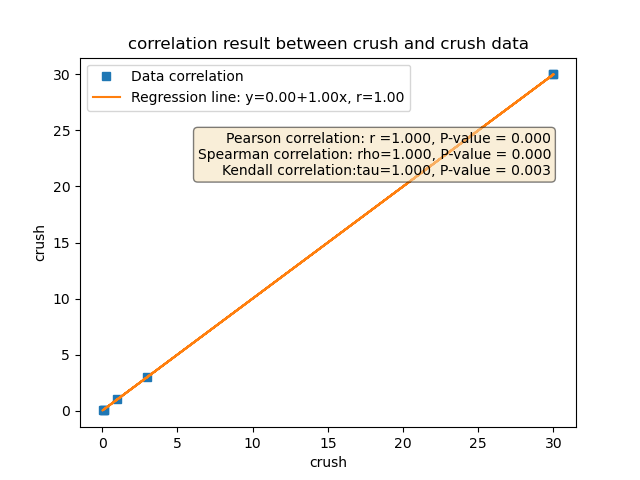 correlation result between crush and crush data
Data correlation
Regression line: y=0.00+1.00x, r=1.00
Pearson correlation: r =1.000, P-value = 0.000
Spearman correlation: rho=1.000, P-value = 0.000
Kendall correlation:tau=1.000, P-value = 0.003
30
25
20
15
10
5
0
crush
0
5
10
15
20
25
30
crush